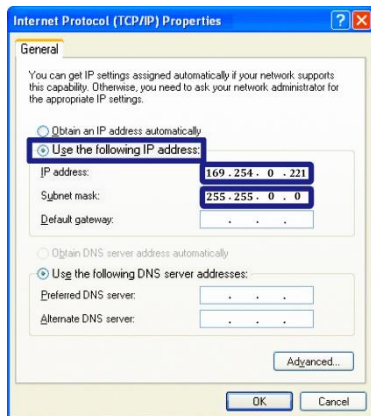 Internet Protocol (TCP/IP) Properties
General
You can get IP settings assigned automatically if your network supports
this capability. Otherwise, you need to ask your network administrator for
the appropriate IP settings.
Obtain an IP address automatically
Use the following IP address:
IP address: 169 . 254 . 0 . 221
Subnet mask: 255 . 255 . 0 . 0
Default gateway: . . .
Obtain DNS server address automatically
Use the following DNS server addresses:
Preferred DNS server: . . .
Alternate DNS server: . . .
Advanced...
OK Cancel